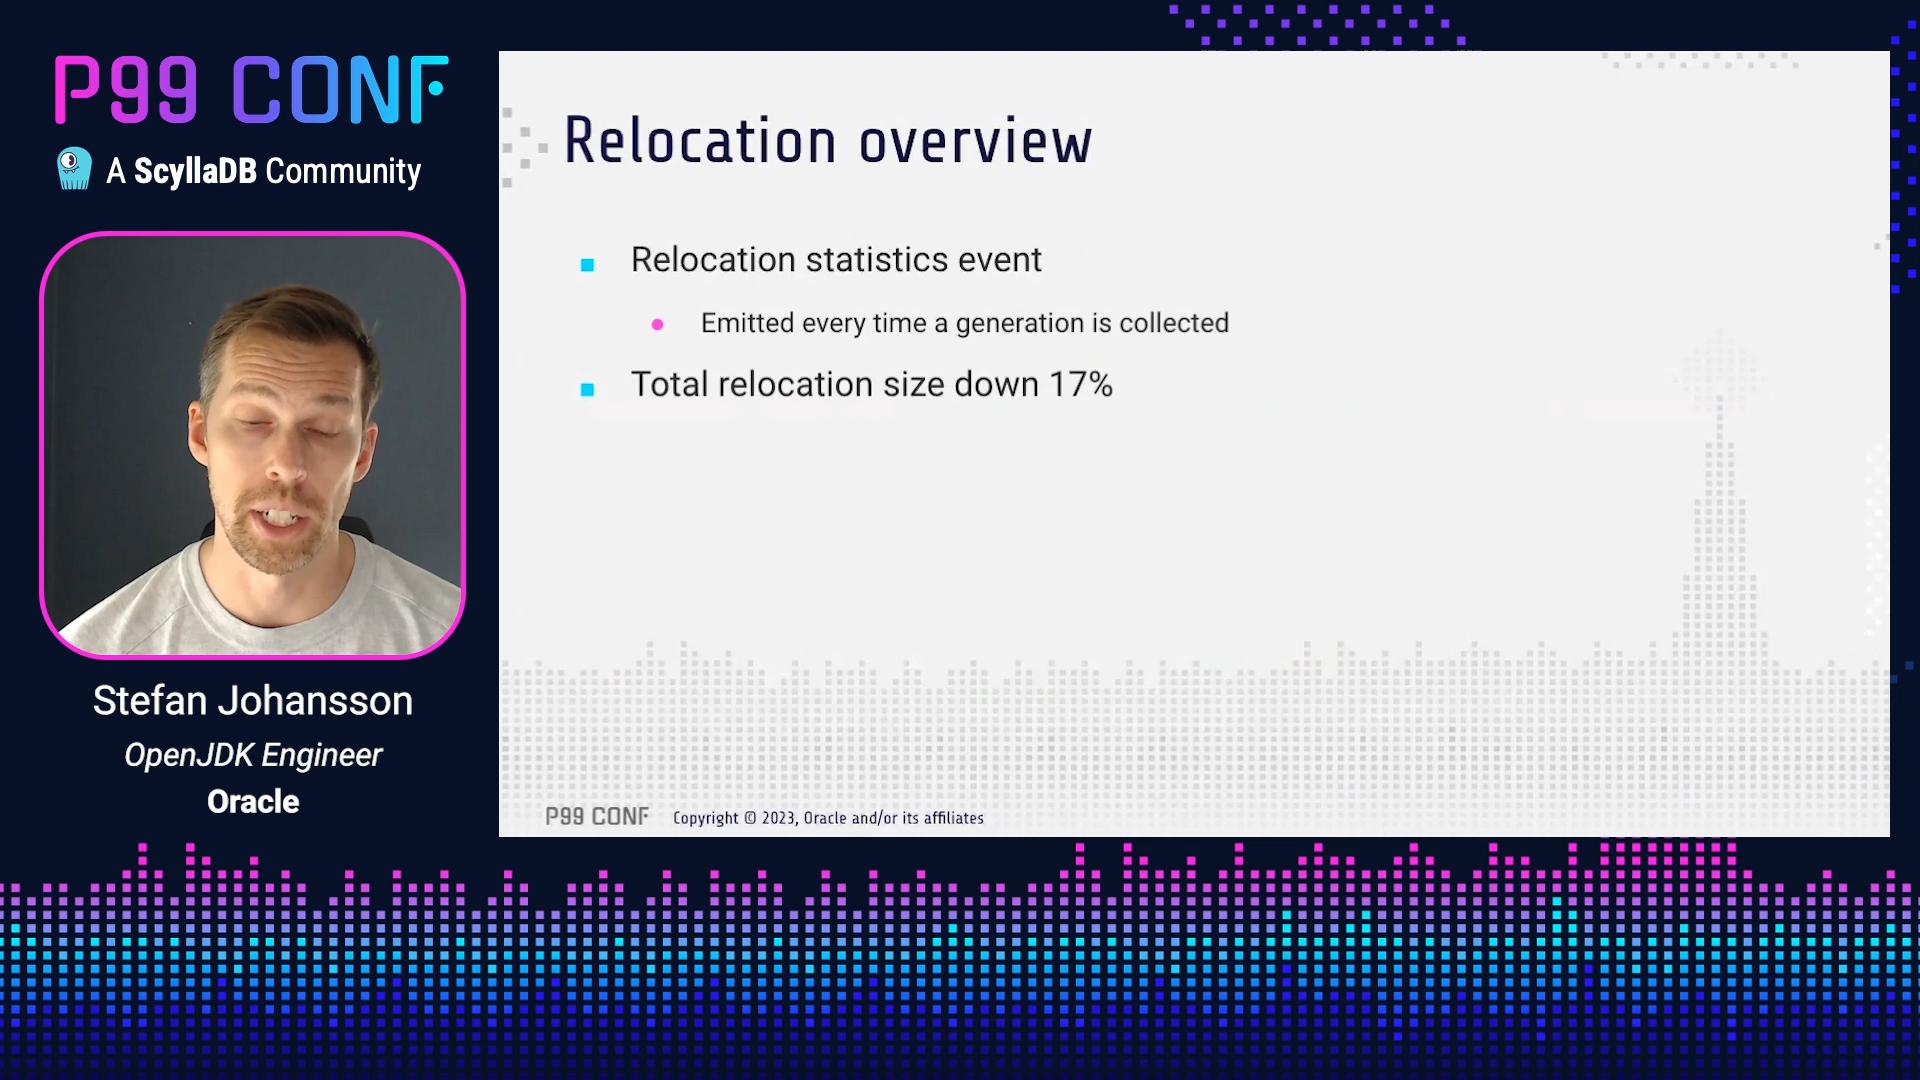 P99 CONF
A ScyllaDB Community
Stefan Johansson
OpenJDK Engineer
Oracle
Relocation overview
Relocation statistics event
Emitted every time a generation is collected
Total relocation size down 17%
P99 CONF
Copyright © 2023, Oracle and/or its affiliates